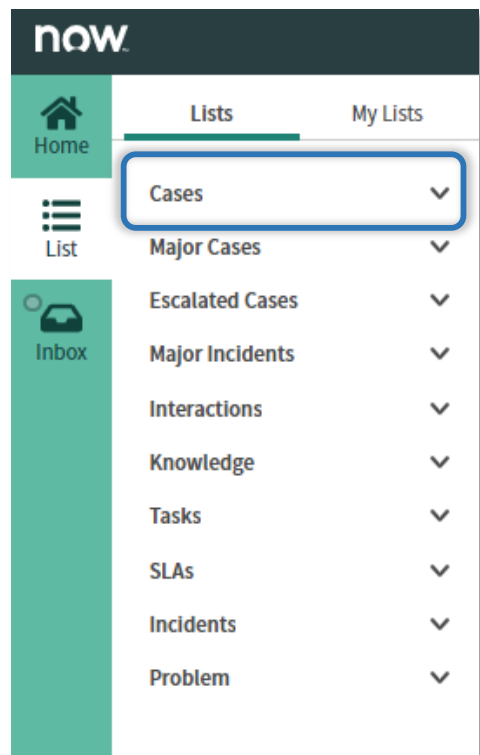 now.
Home
List
Inbox
Lists
My Lists
Cases
Major Cases
Escalated Cases
Major Incidents
Interactions
Knowledge
Tasks
SLAs
Incidents
Problem